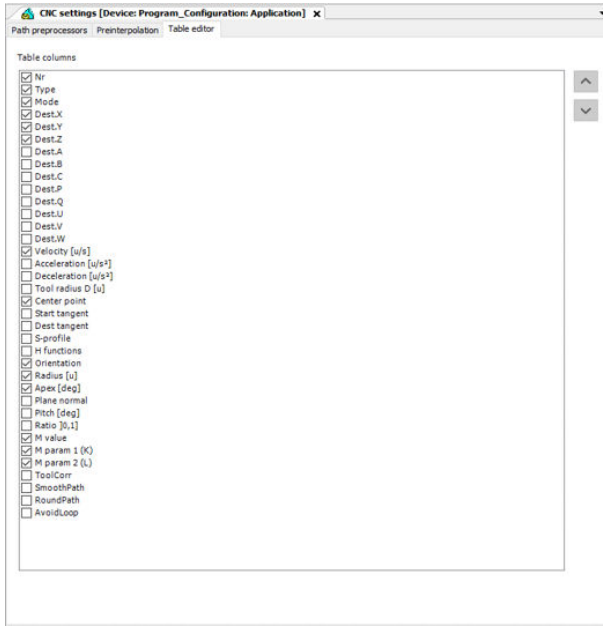 CNC settings [Device: Program_Configuration: Application] x
Path preprocessors Preinterpolation Table editor
Table columns
Nr
Type
Mode
Dest.X
Dest.Y
Dest.Z
Dest.A
Dest.B
Dest.C
Dest.P
Dest.Q
Dest.U
Dest.V
Dest.W
Velocity [u/s]
Acceleration [u/s²]
Deceleration [u/s²]
Tool radius D [u]
Center point
Start tangent
Dest tangent
S-profile
H functions
Orientation
Radius [u]
Apex [deg]
Plane normal
Pitch [deg]
Ratio ]0,1]
M value
M param 1 (K)
M param 2 (L)
ToolCorr
SmoothPath
RoundPath
AvoidLoop